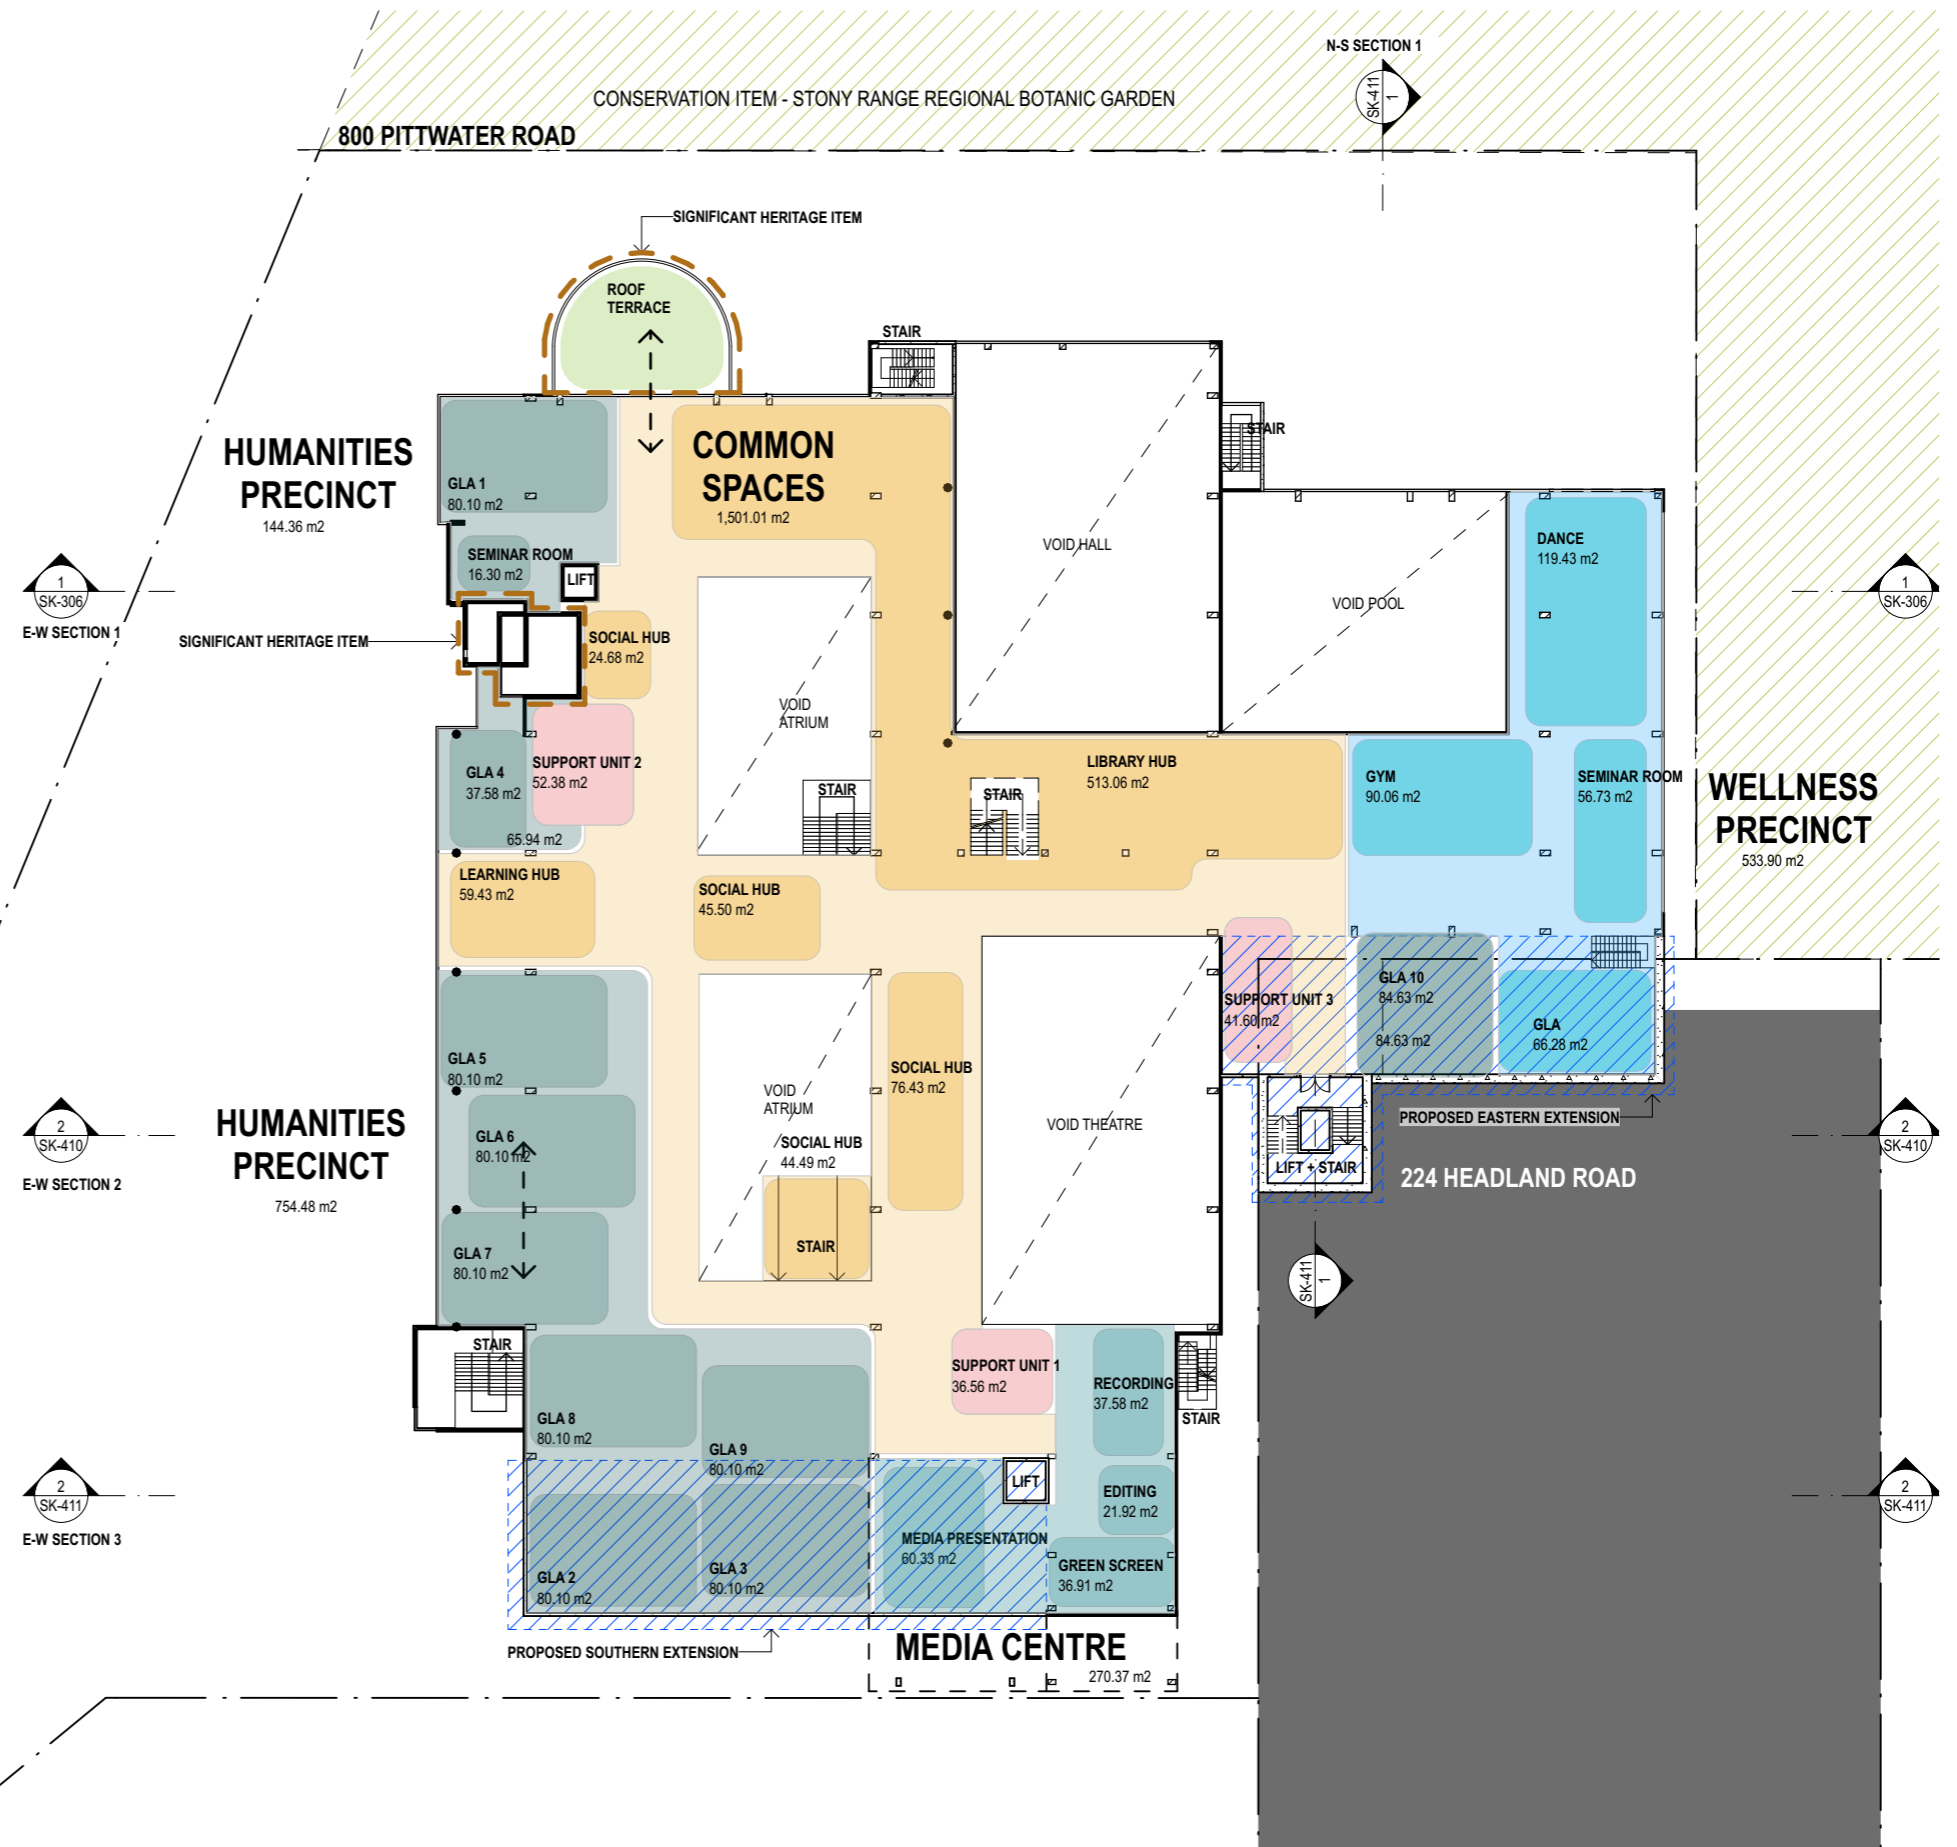 N-S SECTION 1
SK-411
1
CONSERVATION ITEM - STONY RANGE REGIONAL BOTANIC GARDEN
800 PITTWATER ROAD
SIGNIFICANT HERITAGE ITEM
ROOF
TERRACE
STAIR
STAIR
HUMANITIES
PRECINCT
144.36 m2
COMMON
SPACES
1,501.01 m2
GLA 1
80.10 m2
SEMINAR ROOM
16.30 m2
LIFT
VOID HALL
DANCE
119.43 m2
VOID POOL
1
SK-306
E-W SECTION 1
1
SK-306
SIGNIFICANT HERITAGE ITEM
SOCIAL HUB
24.68 m2
VOID
ATRIUM
SUPPORT UNIT 2
52.38 m2
GLA 4
37.58 m2
65.94 m2
STAIR
STAIR
LIBRARY HUB
513.06 m2
GYM
90.06 m2
SEMINAR ROOM
56.73 m2
WELLNESS
PRECINCT
533.90 m2
LEARNING HUB
59.43 m2
SOCIAL HUB
45.50 m2
SUPPORT UNIT 3
41.60 m2
GLA 10
84.63 m2
84.63 m2
GLA
66.28 m2
GLA 5
80.10 m2
SOCIAL HUB
76.43 m2
VOID
ATRIUM
VOID THEATRE
PROPOSED EASTERN EXTENSION
HUMANITIES
PRECINCT
754.48 m2
2
SK-410
E-W SECTION 2
2
SK-410
GLA 6
80.10 m2
SOCIAL HUB
44.49 m2
LIFT + STAIR
224 HEADLAND ROAD
GLA 7
80.10 m2
STAIR
SK-411
1
STAIR
SUPPORT UNIT 1
36.56 m2
RECORDING
37.58 m2
STAIR
GLA 8
80.10 m2
GLA 9
80.10 m2
LIFT
EDITING
21.92 m2
2
SK-411
E-W SECTION 3
2
SK-411
MEDIA PRESENTATION
60.33 m2
GREEN SCREEN
36.91 m2
GLA 2
80.10 m2
GLA 3
80.10 m2
PROPOSED SOUTHERN EXTENSION
MEDIA CENTRE
270.37 m2